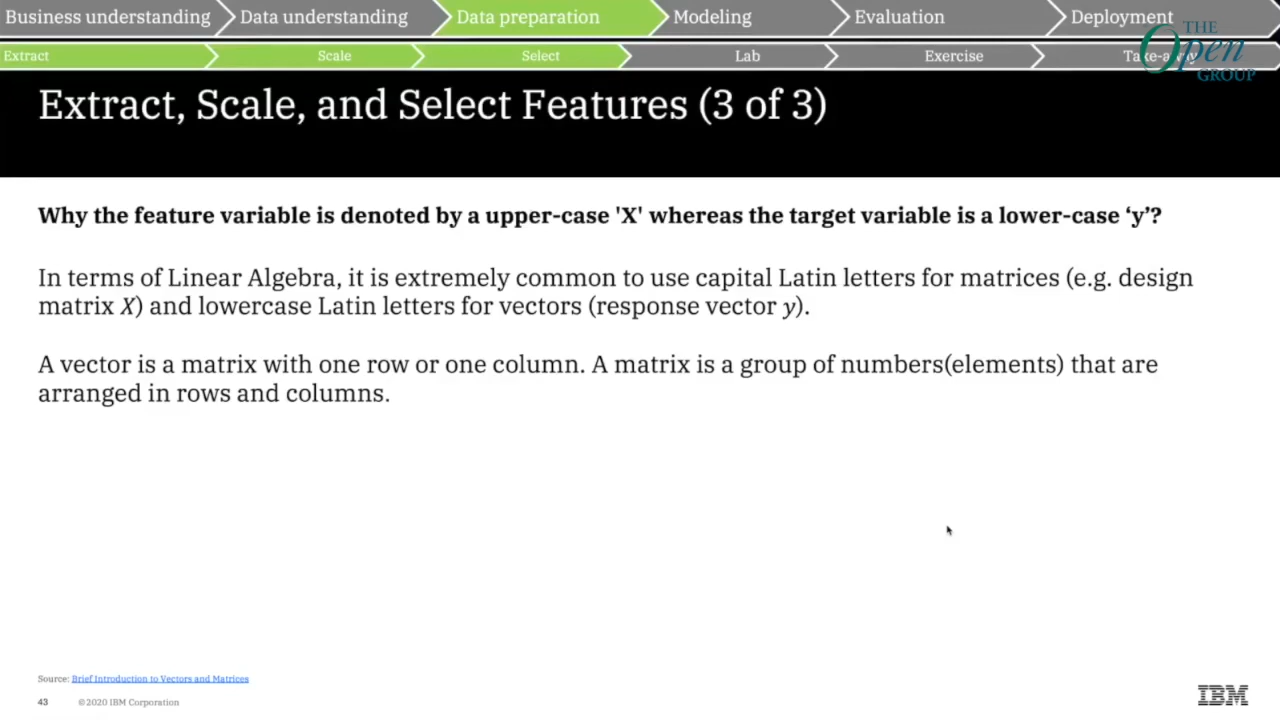 Business understanding
Data understanding
Data preparation
Modeling
Evaluation
Deployment
THE
Open
GROUP
Extract
Scale
Select
Lab
Exercise
Take-away
Extract, Scale, and Select Features (3 of 3)
Why the feature variable is denoted by a upper-case 'X' whereas the target variable is a lower-case ‘y’?
In terms of Linear Algebra, it is extremely common to use capital Latin letters for matrices (e.g. design
matrix X) and lowercase Latin letters for vectors (response vector y).
A vector is a matrix with one row or one column. A matrix is a group of numbers(elements) that are
arranged in rows and columns.
Source: Brief Introduction to Vectors and Matrices
43 ©2020 IBM Corporation
IBM